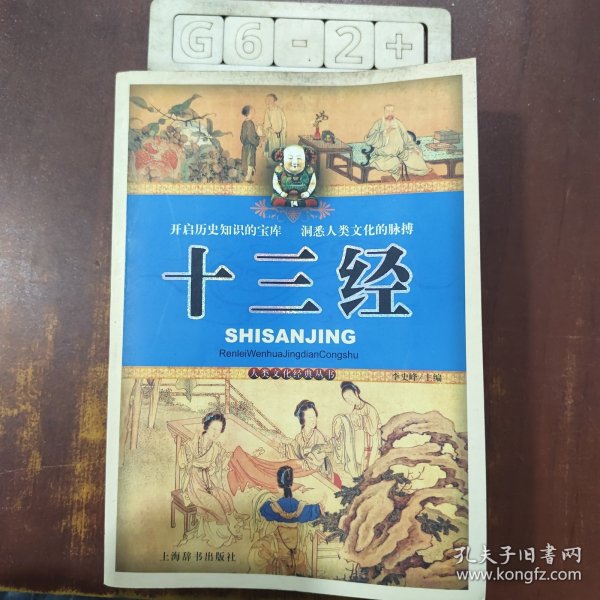 G6-2+
开启历史知识的宝库 洞悉人类文化的脉搏
十三经
SHISANJING
RenleiWenhuaJingdianCongshu
人类文化经典丛书
李史峰/主编
上海辞书出版社
孔夫子旧书网
www.kongfz.com